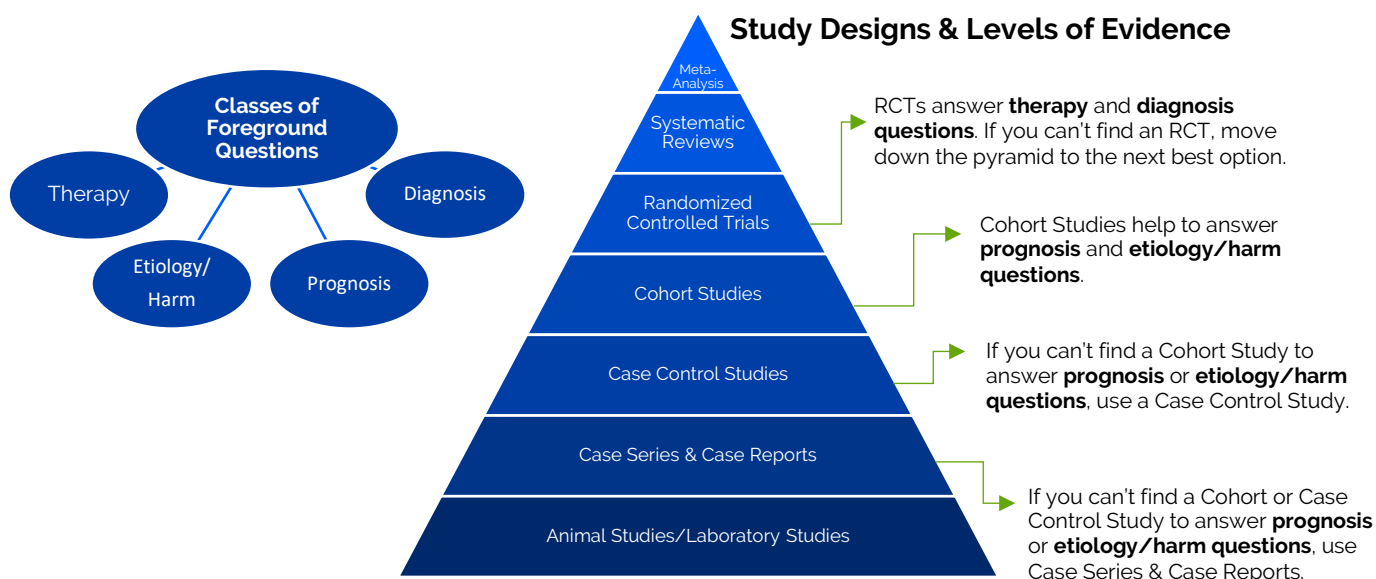 Study Designs & Levels of Evidence
Classes of
Foreground
Questions
Therapy
Etiology/
Harm
Prognosis
Diagnosis
Meta-
Analysis
Systematic
Reviews
Randomized
Controlled Trials
Cohort Studies
Case Control Studies
Case Series & Case Reports
Animal Studies/Laboratory Studies
RCTs answer therapy and diagnosis
questions. If you can't find an RCT, move
down the pyramid to the next best option.
Cohort Studies help to answer
prognosis and etiology/harm
questions.
If you can't find a Cohort Study to
answer prognosis or etiology/harm
questions, use a Case Control Study.
If you can't find a Cohort or Case
Control Study to answer prognosis
or etiology/harm questions, use
Case Series & Case Reports.